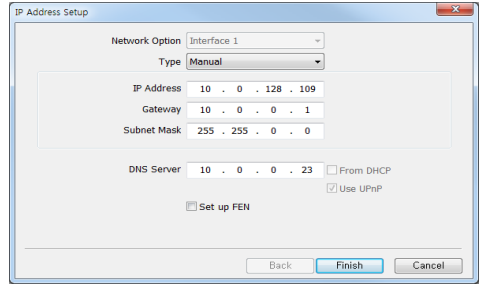 IP Address Setup
Network Option Interface 1
Type Manual
IP Address 10 . 0 . 128 . 109
Gateway 10 . 0 . 0 . 1
Subnet Mask 255 . 255 . 0 . 0
DNS Server 10 . 0 . 0 . 23 From DHCP
Use UPnP
Set up FEN
Back Finish Cancel